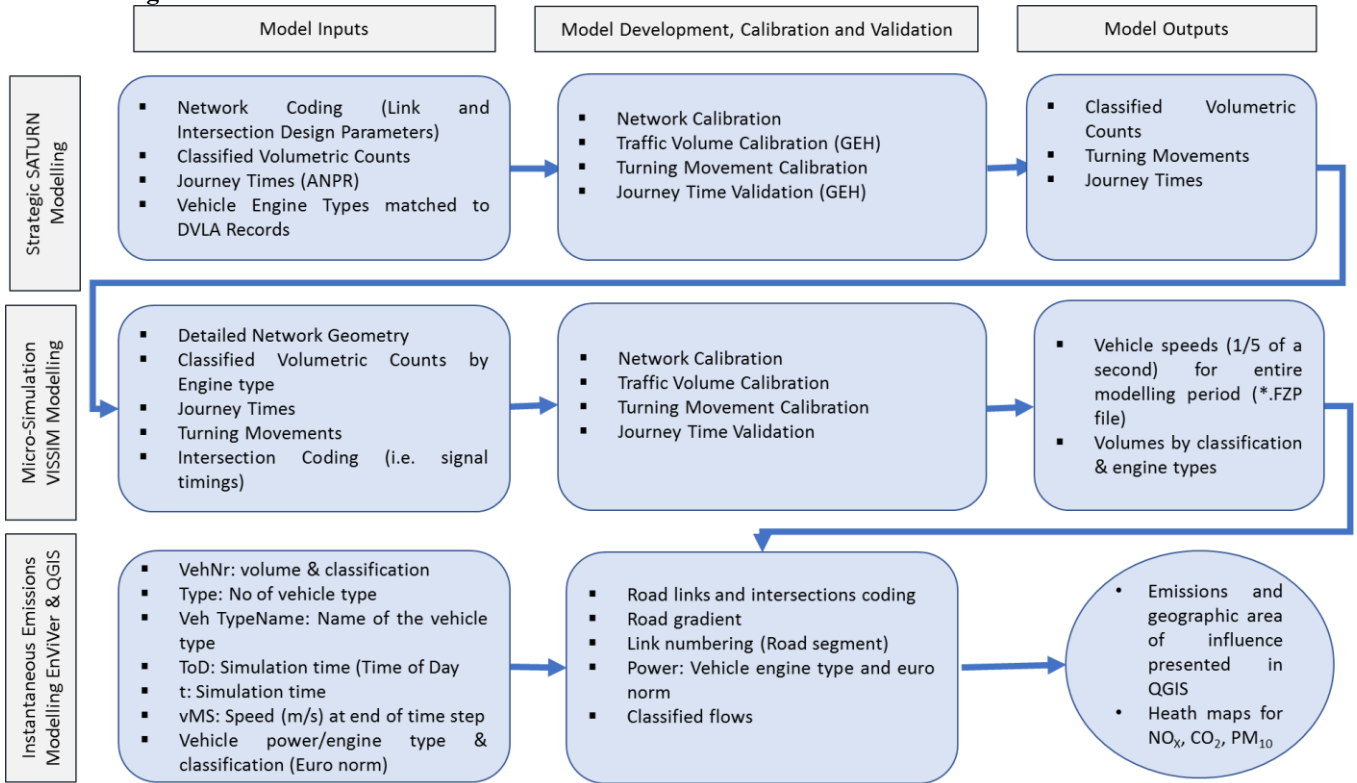 Model Inputs
Model Development, Calibration and Validation
Model Outputs
Strategic SATURN
Modelling
▪ Network Coding (Link and
Intersection Design Parameters)
▪ Classified Volumetric Counts
▪ Journey Times (ANPR)
▪ Vehicle Engine Types matched to
DVLA Records
▪ Network Calibration
▪ Traffic Volume Calibration (GEH)
▪ Turning Movement Calibration
▪ Journey Time Validation (GEH)
▪ Classified Volumetric
Counts
▪ Turning Movements
▪ Journey Times
Micro-Simulation
VISSIM Modelling
▪ Detailed Network Geometry
▪ Classified Volumetric Counts by
Engine type
▪ Journey Times
▪ Turning Movements
▪ Intersection Coding (i.e. signal
timings)
▪ Network Calibration
▪ Traffic Volume Calibration
▪ Turning Movement Calibration
▪ Journey Time Validation
▪ Vehicle speeds (1/5 of a
second) for entire
modelling period (*.FZP
file)
▪ Volumes by classification
& engine types
Instantaneous Emissions
Modelling EnViVer & QGIS
▪ VehNr: volume & classification
▪ Type: No of vehicle type
▪ Veh TypeName: Name of the vehicle
type
▪ ToD: Simulation time (Time of Day
▪ t: Simulation time
▪ vMS: Speed (m/s) at end of time step
▪ Vehicle power/engine type &
classification (Euro norm)
▪ Road links and intersections coding
▪ Road gradient
▪ Link numbering (Road segment)
▪ Power: Vehicle engine type and euro
norm
▪ Classified flows
• Emissions and
geographic area
of influence
presented in
QGIS
• Heath maps for
NOₓ, CO₂, PM₁₀